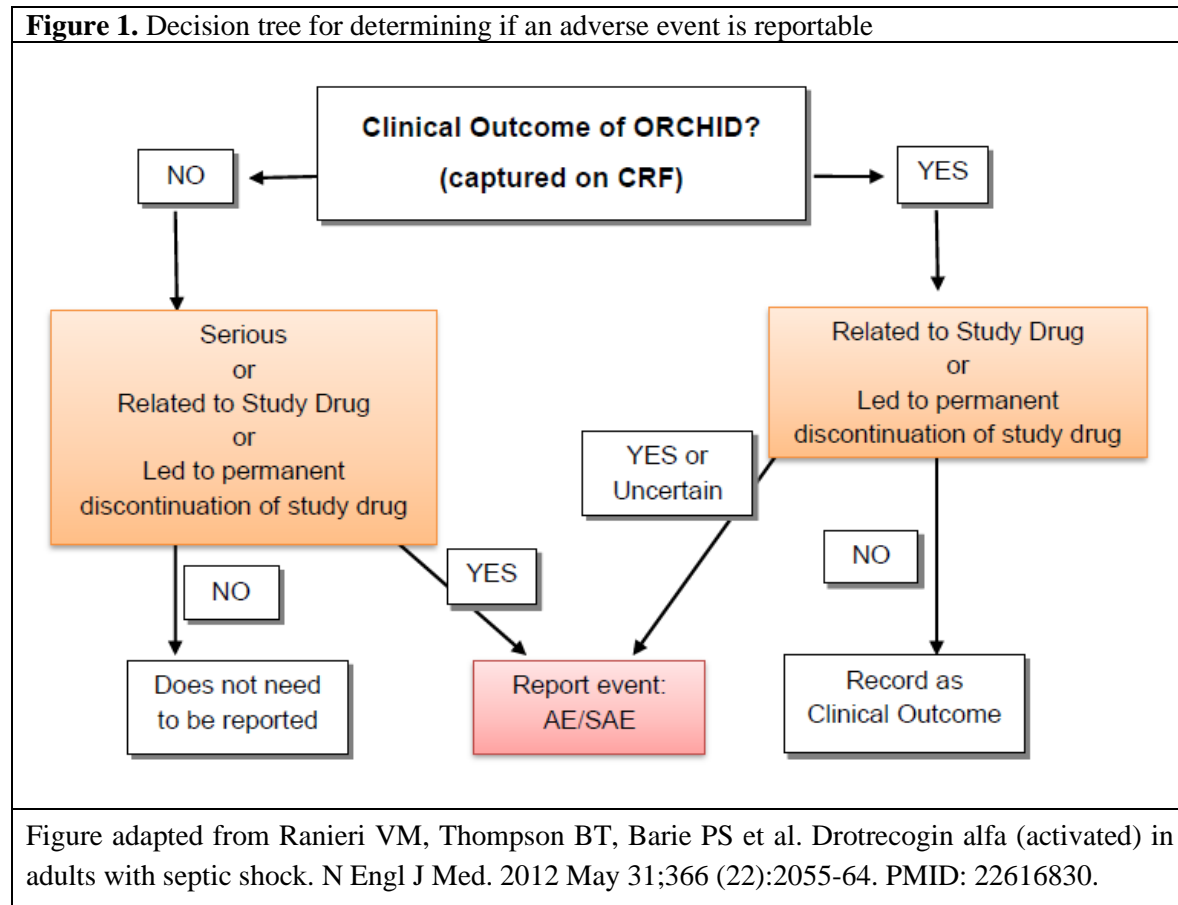 Figure 1. Decision tree for determining if an adverse event is reportable
Clinical Outcome of ORCHID?
(captured on CRF)
NO
YES
Serious
or
Related to Study Drug
or
Led to permanent
discontinuation of study drug
Related to Study Drug
or
Led to permanent
discontinuation of study drug
YES or
Uncertain
NO
YES
NO
Does not need
to be reported
Report event:
AE/SAE
Record as
Clinical Outcome
Figure adapted from Ranieri VM, Thompson BT, Barie PS et al. Drotrecogin alfa (activated) in
adults with septic shock. N Engl J Med. 2012 May 31;366 (22):2055-64. PMID: 22616830.